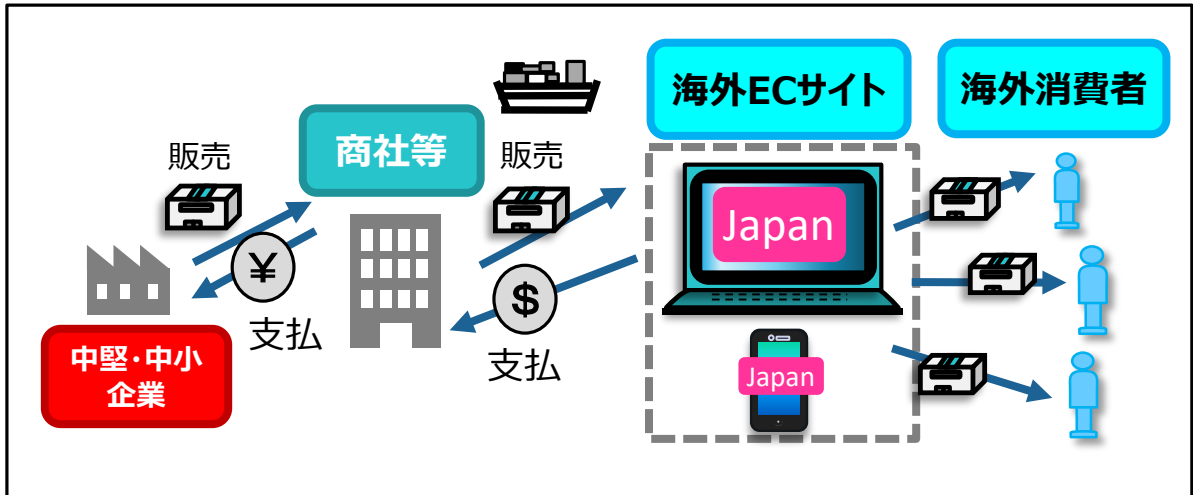 海外ECサイト
海外消費者
商社等
販売
販売
Japan
¥
$
支払
支払
中堅・中小
企業
Japan